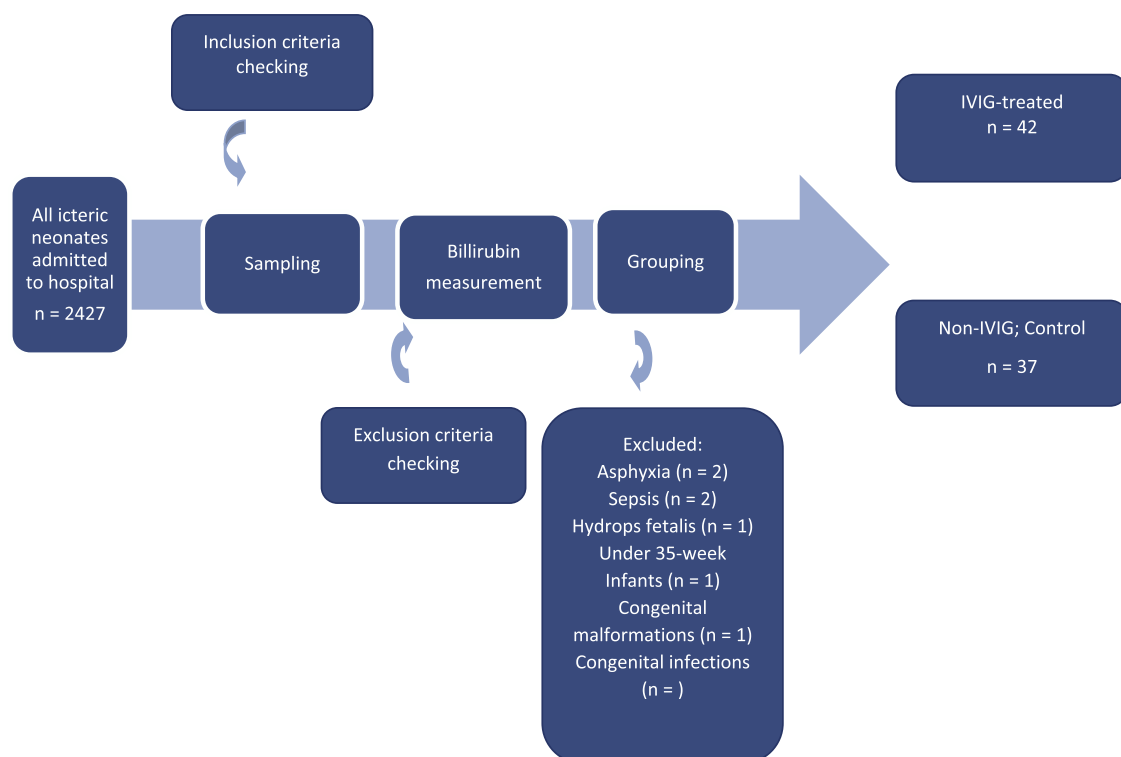 Inclusion criteria
checking
All icteric
neonates
admitted
to hospital
n = 2427
Sampling
Billirubin
measurement
Grouping
IVIG-treated
n = 42
Non-IVIG; Control
n = 37
Exclusion criteria
checking
Excluded:
Asphyxia (n = 2)
Sepsis (n = 2)
Hydrops fetalis (n = 1)
Under 35-week
Infants (n = 1)
Congenital
malformations (n = 1)
Congenital infections
(n = )